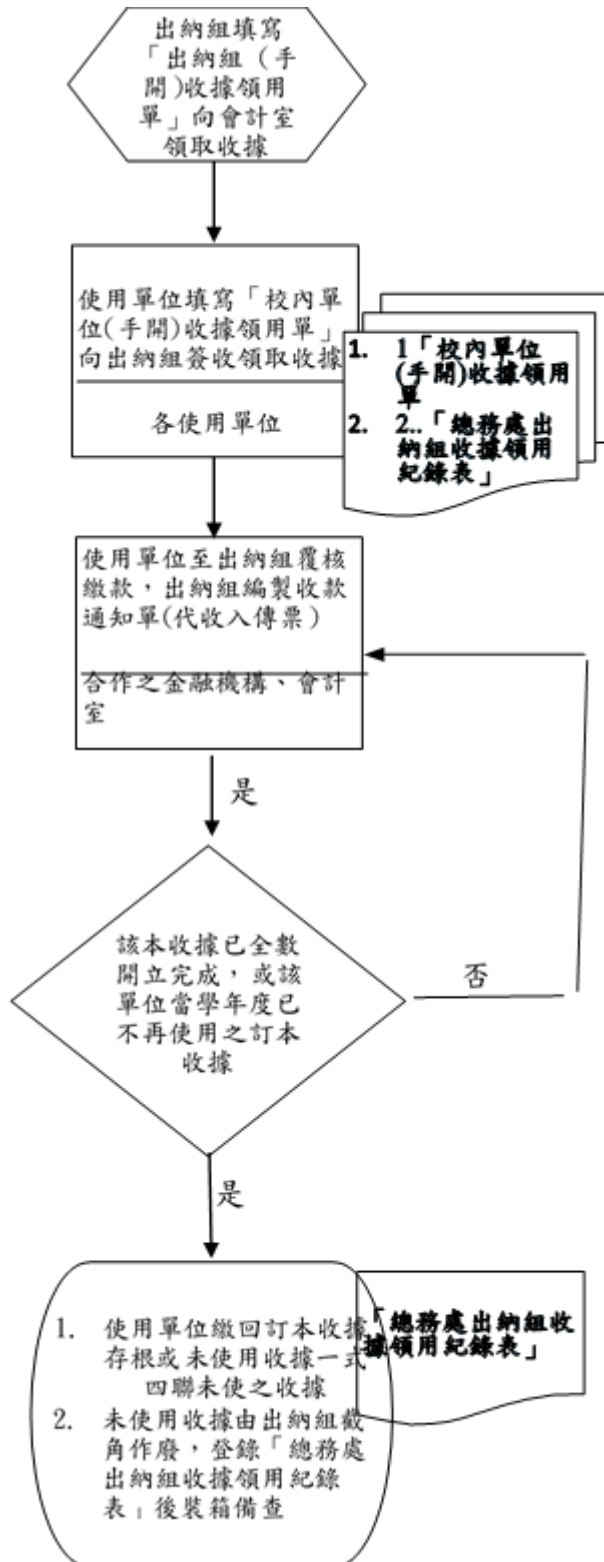 出納組填寫
「出納組 (手
開)收據領用
單」向會計室
領取收據
使用單位填寫「校內單
位(手開)收據領用單」
向出納組簽收領取收據
各使用單位
1. 1「校內單位
(手開)收據領用
單
2. 2..「總務處出
納組收據領用
紀錄表」
使用單位至出納組覆核
繳款，出納組編製收款
通知單(代收入傳票)
合作之金融機構、會計
室
是
該本收據已全數
開立完成，或該
單位當學年度已
不再使用之訂本
收據
否
是
1. 使用單位繳回訂本收據
存根或未使用收據一式
四聯未使之收據
2. 未使用收據由出納組截
角作廢，登錄「總務處
出納組收據領用紀錄
表」後裝箱備查
「總務處出納組收
據領用紀錄表」